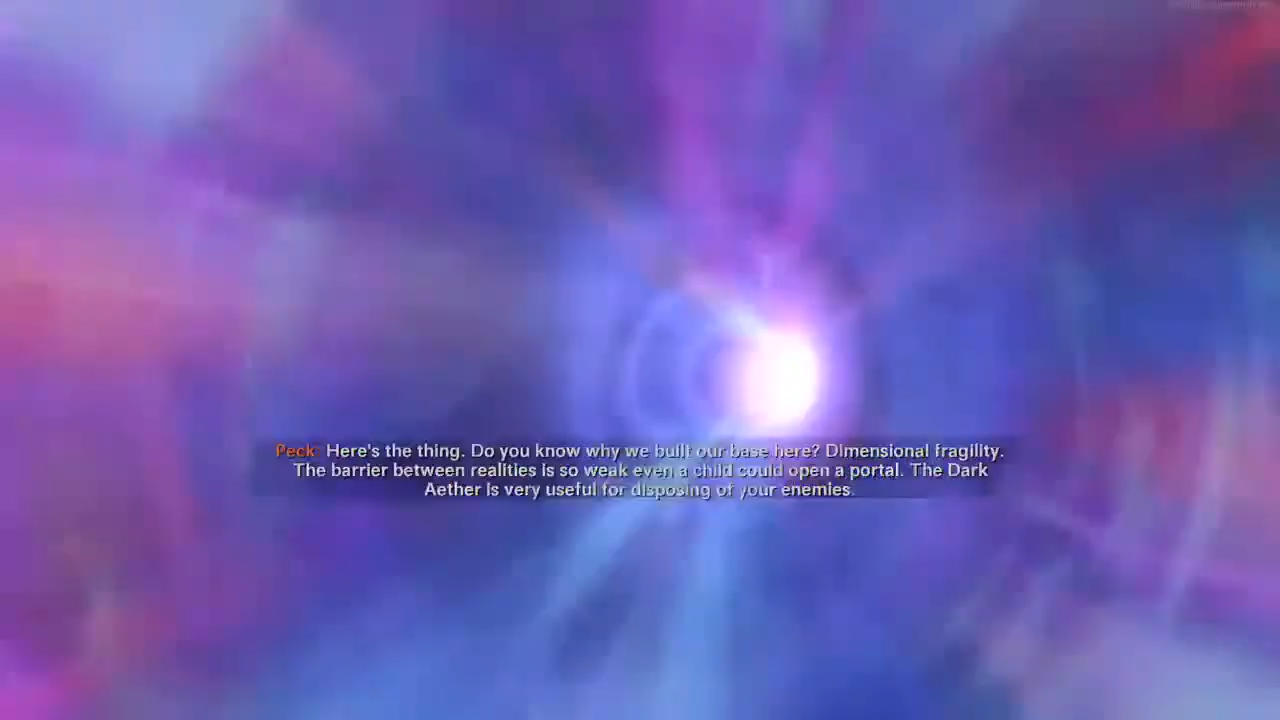 Peck: Here's the thing. Do you know why we built our base here? Dimensional fragility.
The barrier between realities is so weak even a child could open a portal. The Dark
Aether is very useful for disposing of your enemies.